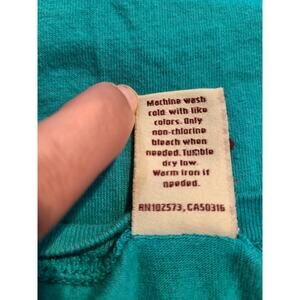 Machine wash
cold with like
colors. Only
non-chlorine
bleach when
needed. Tumble
dry low.
Warm iron if
needed.
RN102573, CA50316